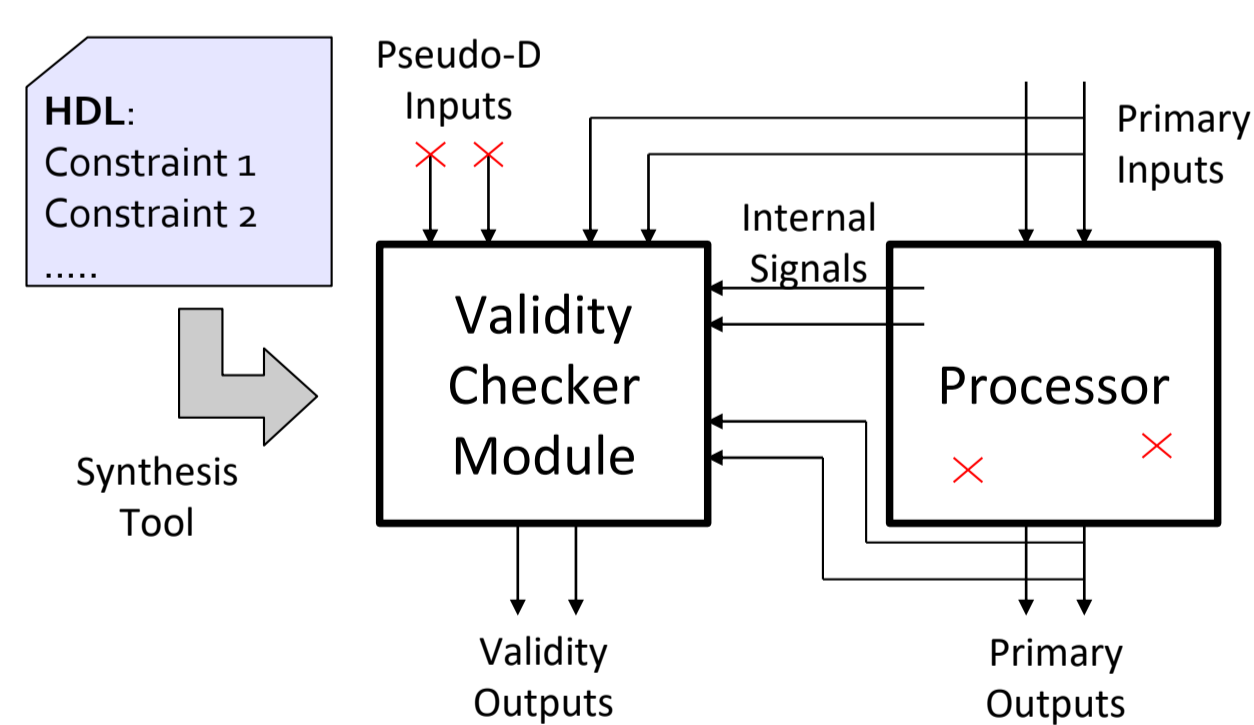 HDL:
Constraint 1
Constraint 2
.....
Synthesis
Tool
Pseudo-D
Inputs
Primary
Inputs
Internal
Signals
Validity
Checker
Module
Processor
Validity
Outputs
Primary
Outputs